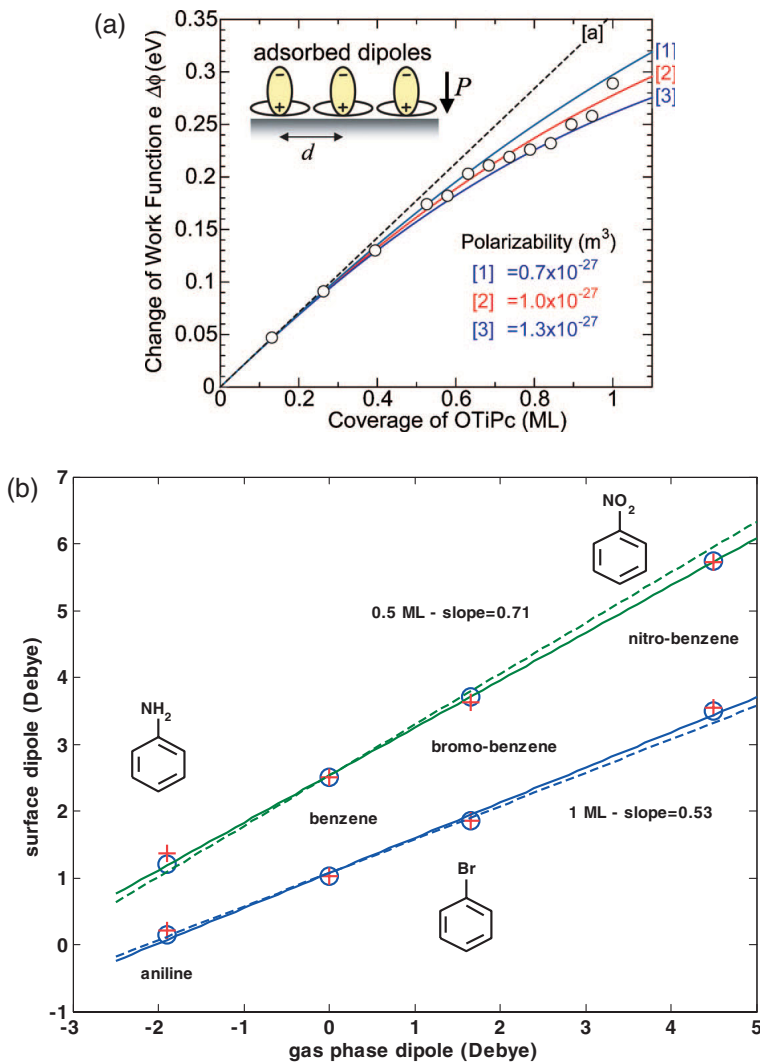 (a)
adsorbed dipoles
P
d
[a]
[1]
[2]
[3]
Polarizability (m³)
[1] =0.7x10⁻²⁷
[2] =1.0x10⁻²⁷
[3] =1.3x10⁻²⁷
Change of Work Function e Δϕ(eV)
0.35
0.3
0.25
0.2
0.15
0.1
0.05
0
0 0.2 0.4 0.6 0.8 1
Coverage of OTiPc (ML)
(b)
NO₂
0.5 ML - slope=0.71
nitro-benzene
NH₂
bromo-benzene
benzene
1 ML - slope=0.53
Br
aniline
surface dipole (Debye)
7
6
5
4
3
2
1
0
-1
-3 -2 -1 0 1 2 3 4 5
gas phase dipole (Debye)